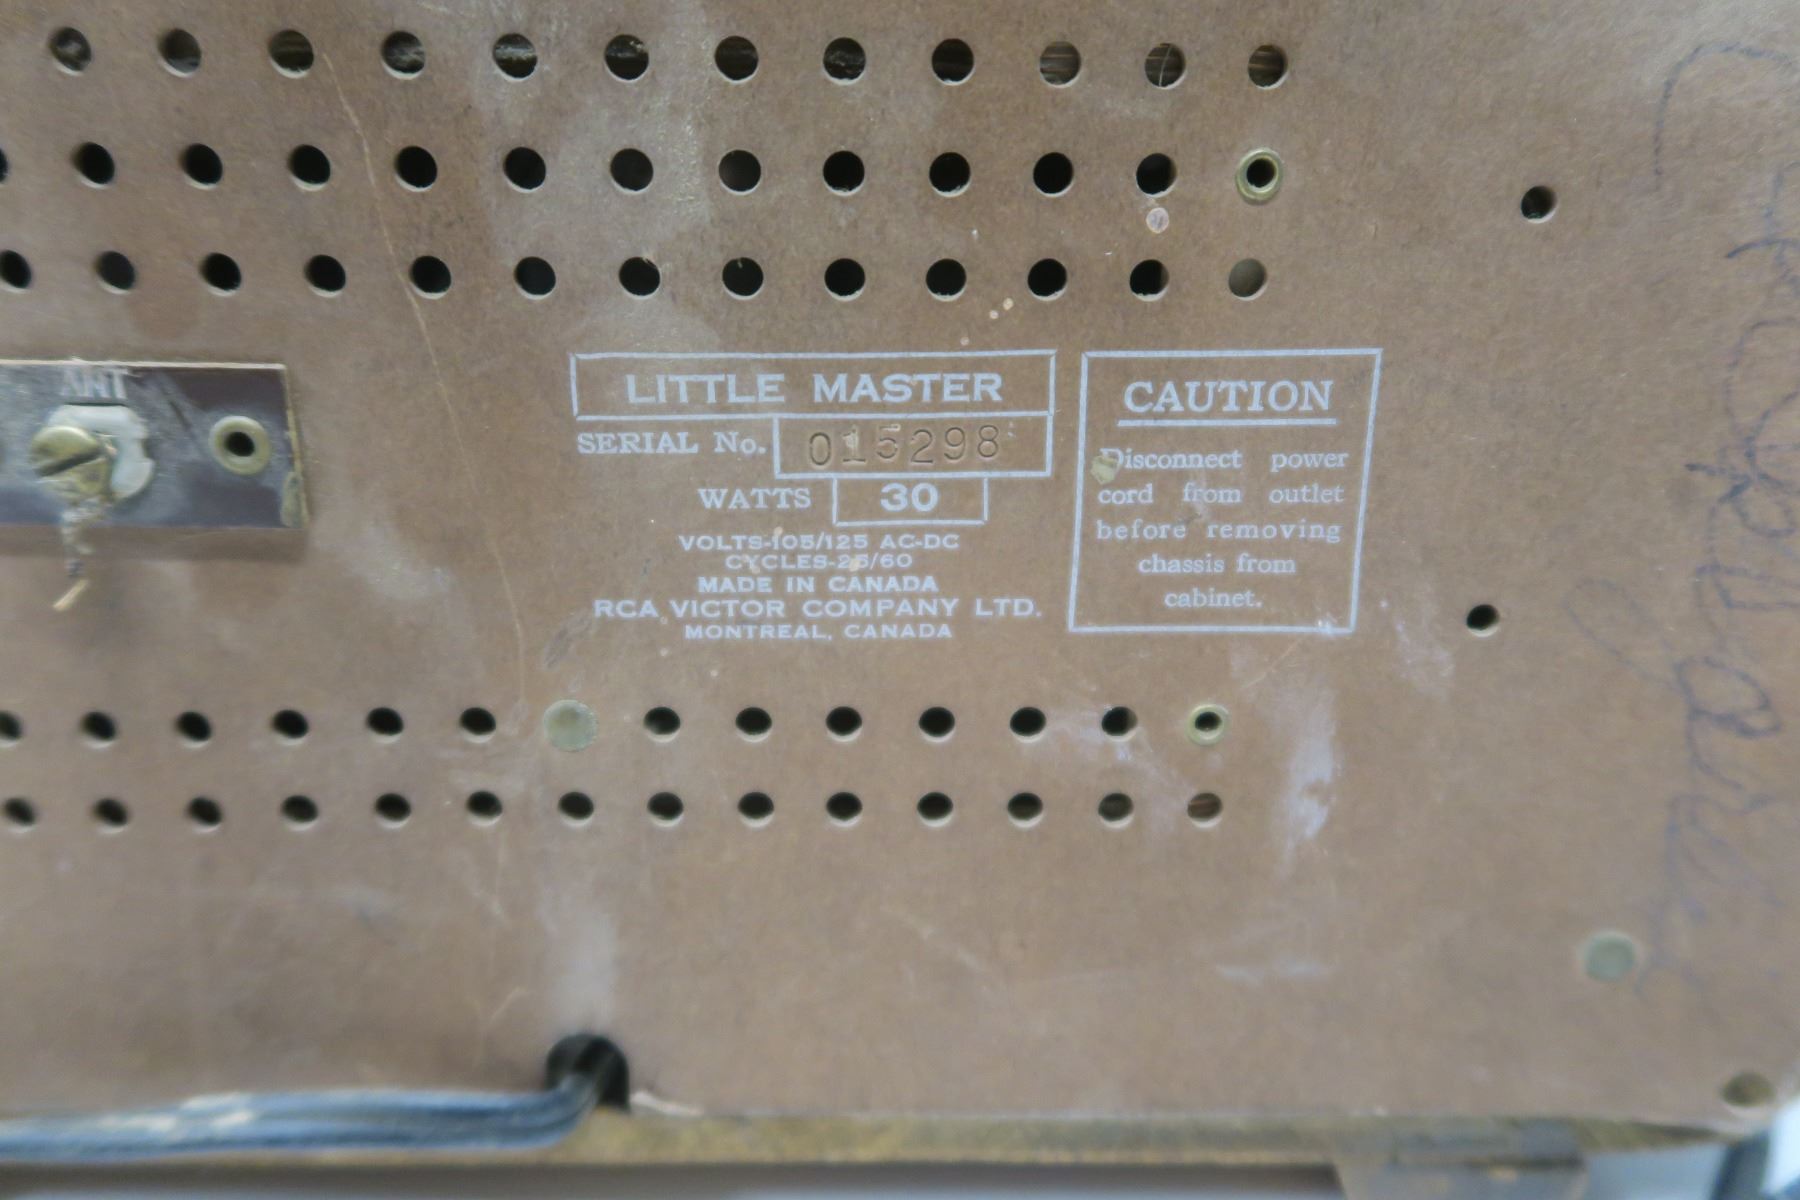 ANT
LITTLE MASTER
SERIAL No. 015298
WATTS 30
VOLTS-105/125 AC-DC
CYCLES-25/60
MADE IN CANADA
RCA VICTOR COMPANY LTD.
MONTREAL, CANADA
CAUTION
Disconnect power
cord from outlet
before removing
chassis from
cabinet.